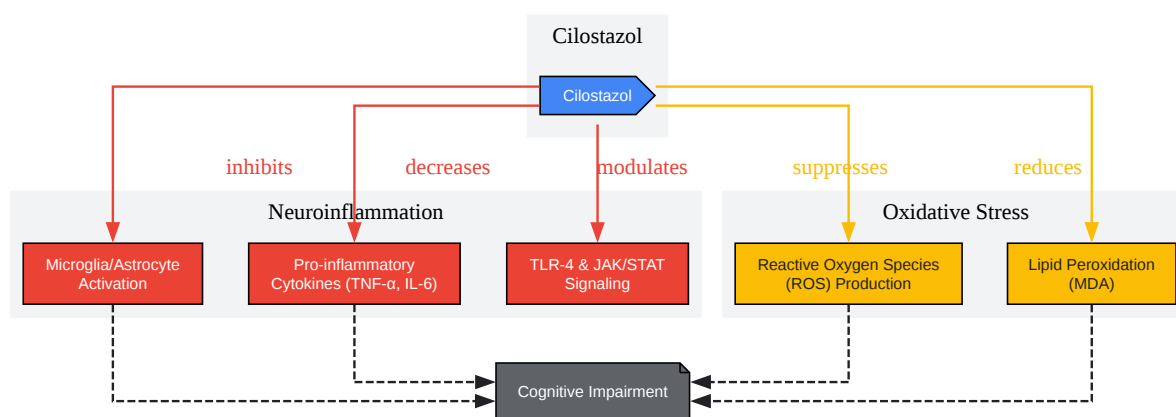 Cilostazol
Cilostazol
inhibits
decreases
modulates
suppresses
reduces
Neuroinflammation
Oxidative Stress
Microglia/Astrocyte
Activation
Pro-inflammatory
Cytokines (TNF-α, IL-6)
TLR-4 & JAK/STAT
Signaling
Reactive Oxygen Species
(ROS) Production
Lipid Peroxidation
(MDA)
Cognitive Impairment